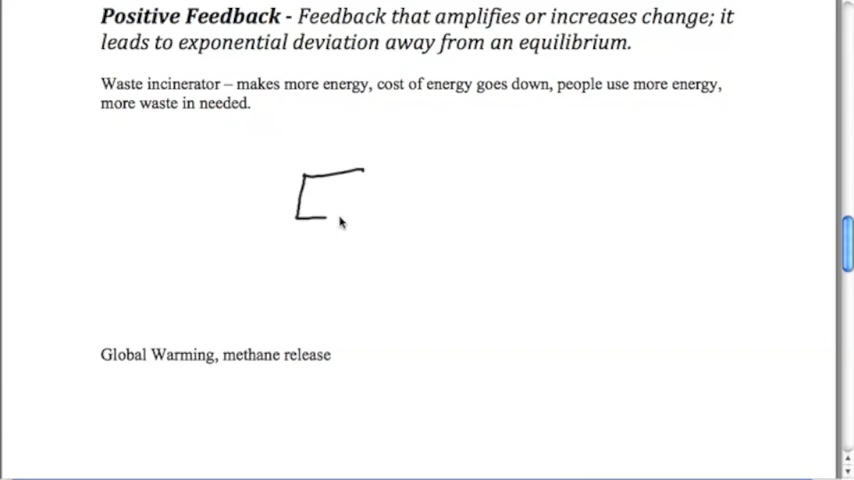 Positive Feedback - Feedback that amplifies or increases change; it
leads to exponential deviation away from an equilibrium.
Waste incinerator – makes more energy, cost of energy goes down, people use more energy,
more waste in needed.
Global Warming, methane release